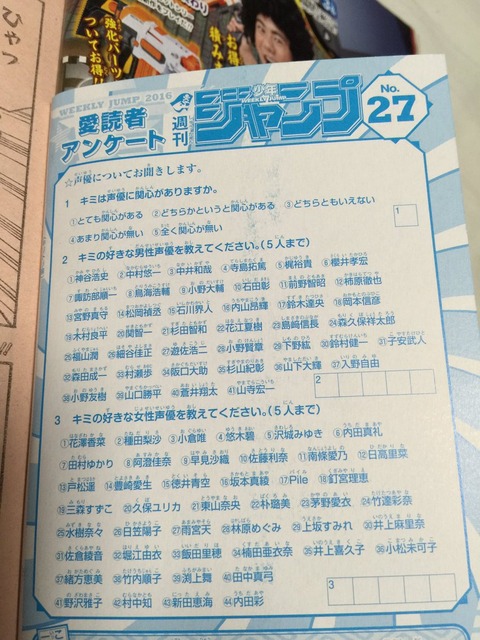 ひゃっ
強化パーツ
ついてお得
お得
WEEKLY JUMP 2016
愛読者
アンケート
週刊
少年
ジャンプ
WEEKLY
No.
27
☆声優についてお聞きします。
1 キミは声優に関心がありますか。
①とても関心がある ②どちらかというと関心がある ③どちらともいえない
④あまり関心が無い ⑤全く関心が無い
1
2 キミの好きな男性声優を教えてください。(5人まで)
①神谷浩史 ②中村悠一 ③中井和哉 ④寺島拓篤 ⑤梶裕貴 ⑥櫻井孝宏
⑦諏訪部順一 ⑧鳥海浩輔 ⑨小野大輔 ⑩石田彰 ⑪前野智昭 ⑫柿原徹也
⑬宮野真守 ⑭松岡禎丞 ⑮石川界人 ⑯内山昂輝 ⑰鈴木達央 ⑱岡本信彦
⑱木村良平 ⑳関智一 ㉑杉田智和 ㉒花江夏樹 ㉓島﨑信長 ㉔森久保祥太郎
㉕福山潤 ㉖細谷佳正 ㉗遊佐浩二 ㉘小野賢章 ㉙下野紘 ㉚鈴村健一 ㉛子安武人
㉜森田成一 ㉝村瀬歩 ㉞阪口大助 ㉟杉山紀彰 ㊱山下大輝 ㊲入野自由
㊳小野友樹 ㊴山口勝平 ㊵蒼井翔太 ㊶山寺宏一
2
3 キミの好きな女性声優を教えてください。(5人まで)
①花澤香菜 ②種田梨沙 ③小倉唯 ④悠木碧 ⑤沢城みゆき ⑥内田真礼
⑦田村ゆかり ⑧阿澄佳奈 ⑨早見沙織 ⑩佐藤利奈 ⑪南條愛乃 ⑫日高里菜
⑬戸松遥 ⑭豊崎愛生 ⑮徳井青空 ⑯坂本真綾 ⑰Pile ⑱釘宮理恵
⑲三森すずこ ⑳久保ユリカ ㉑東山奈央 ㉒朴璐美 ㉓茅野愛衣 ㉔竹達彩奈
㉕水樹奈々 ㉖日笠陽子 ㉗雨宮天 ㉘林原めぐみ ㉙上坂すみれ ㉚井上麻里奈
㉛佐倉綾音 ㉜堀江由衣 ㉝飯田里穂 ㉞楠田亜衣奈 ㉟井上喜久子 ㊱小松未可子
㊲緒方恵美 ㊳竹内順子 ㊴渕上舞 ㊵田中真弓
㊶野沢雅子 ㊷村中知 ㊸新田恵海 ㊹内田彩
3